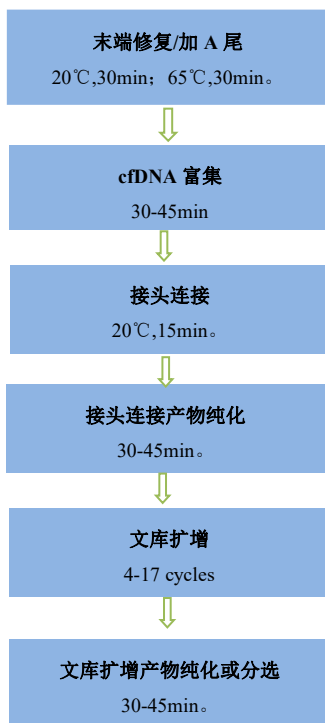 末端修复/加 A 尾
20℃,30min；65℃,30min。
cfDNA 富集
30-45min
接头连接
20℃,15min。
接头连接产物纯化
30-45min。
文库扩增
4-17 cycles
文库扩增产物纯化或分选
30-45min。